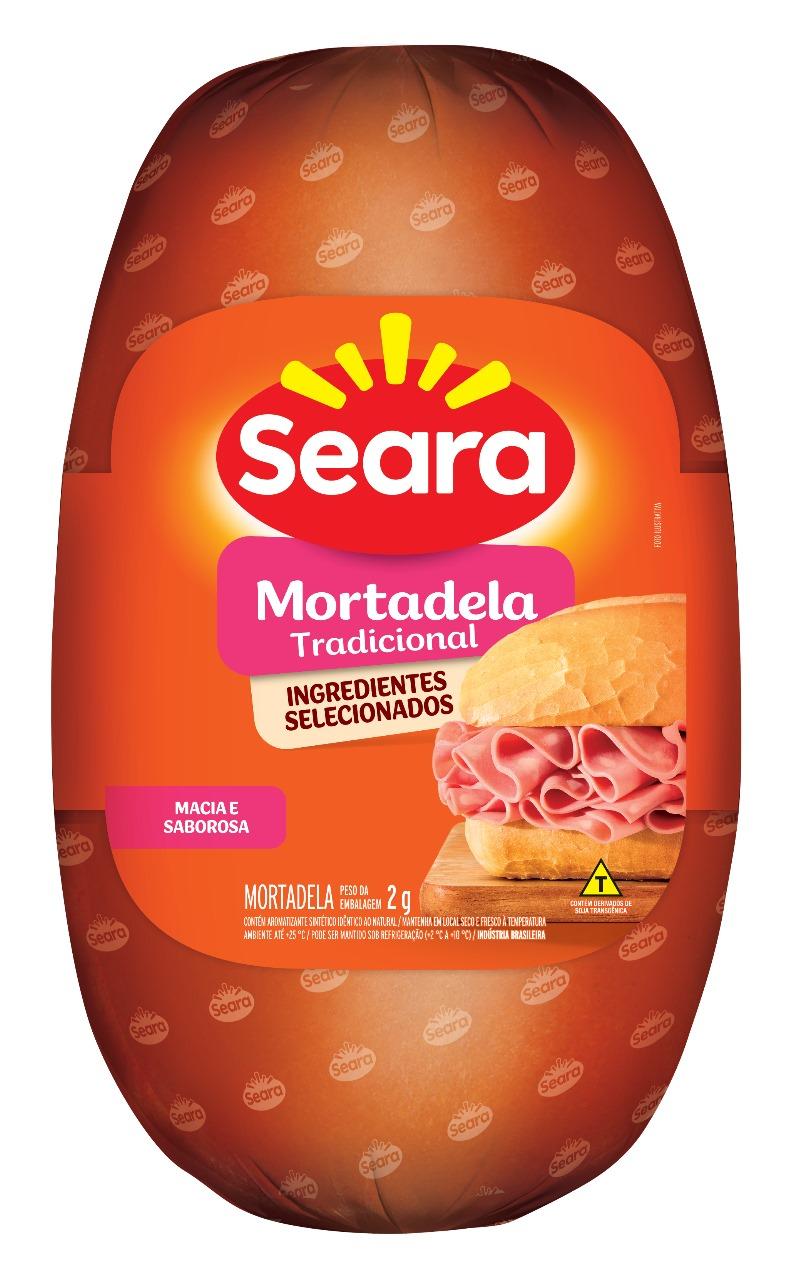 Seara
Mortadela
Tradicional
INGREDIENTES
SELECIONADOS
FOTO ILUSTRATIVA
MACIA E
SABOROSA
MORTADELA PESO DA EMBALAGEM 2 g
CONTÉM AROMATIZANTE SINTÉTICO IDÊNTICO AO NATURAL / MANTENHA EM LOCAL SECO E FRESCO À TEMPERATURA
AMBIENTE ATÉ +25 °C / PODE SER MANTIDO SOB REFRIGERAÇÃO (+2 °C A +10 °C) / INDÚSTRIA BRASILEIRA
T
CONTÉM DERIVADOS DE
SOJA TRANSGÊNICA